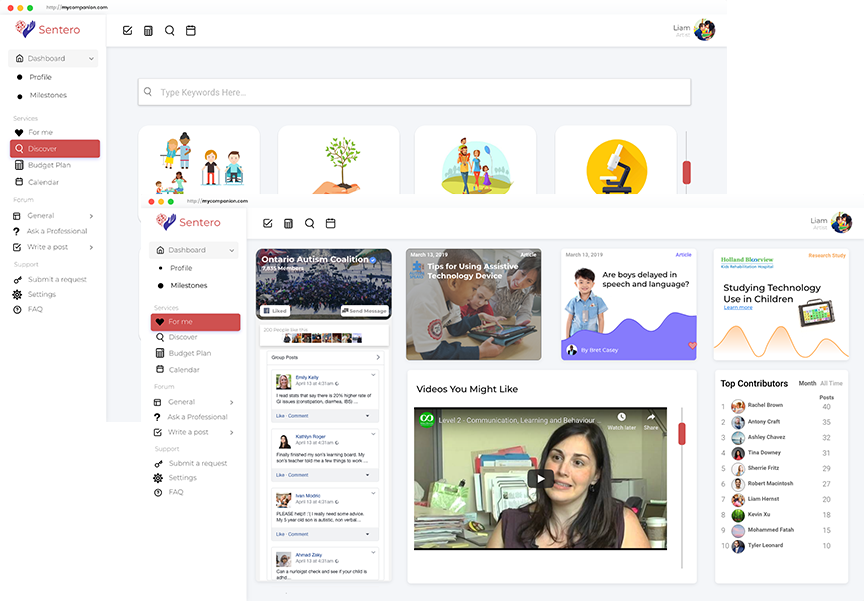 http://mycompanion.com
Sentero
Liam
Artist
Dashboard
Profile
Milestones
Services
For me
Discover
Budget Plan
Calendar
Forum
General
Ask a Professional
Write a post
Support
Submit a request
Settings
FAQ
Type Keywords Here...
http://mycompanion.com
Sentero
Liam
Artist
Dashboard
Profile
Milestones
Services
For me
Discover
Budget Plan
Calendar
Forum
General
Ask a Professional
Write a post
Support
Submit a request
Settings
FAQ
Ontario Autism Coalition
7,835 Members
Liked
Send Message
200 People like this
Group Posts
Emily Kelly
April 13 at 4:31am
I read stats that say there is 20% higher rate of
GI issues (constipation, diarrhea, IBS) ...
Like · Comment
Kathlyn Roger
April 13 at 4:31am
Finally finished my son's learning board. My
son's teacher told me a few things to work ...
Like · Comment
Ivan Modric
April 13 at 4:31am
PLEASE help!! :'( I really need some advice.
My 5 year old son is autistic, non verbal...
Like · Comment
Ahmad Zaky
April 13 at 4:31am
Can a nurologist check and see if your child is
adhd...
March 13, 2019
Article
Tips for Using Assistive
Technology Device
March 13, 2019
Article
Are boys delayed in
speech and language?
By Bret Casey
Holland Bloorview
Kids Rehabilitation Hospital
Research Study
Studying Technology
Use in Children
Learn more
Videos You Might Like
Level 2 - Communication, Learning and Behaviour ...
Watch later
Share
Top Contributors
Month
All Time
Posts
1 Rachel Brown 40
2 Antony Craft 35
3 Ashley Chavez 32
4 Tina Downey 31
5 Sherrie Fritz 29
6 Robert Macintosh 27
7 Liam Hernst 20
8 Kevin Xu 18
9 Mohammed Fatah 15
10 Tyler Leonard 10